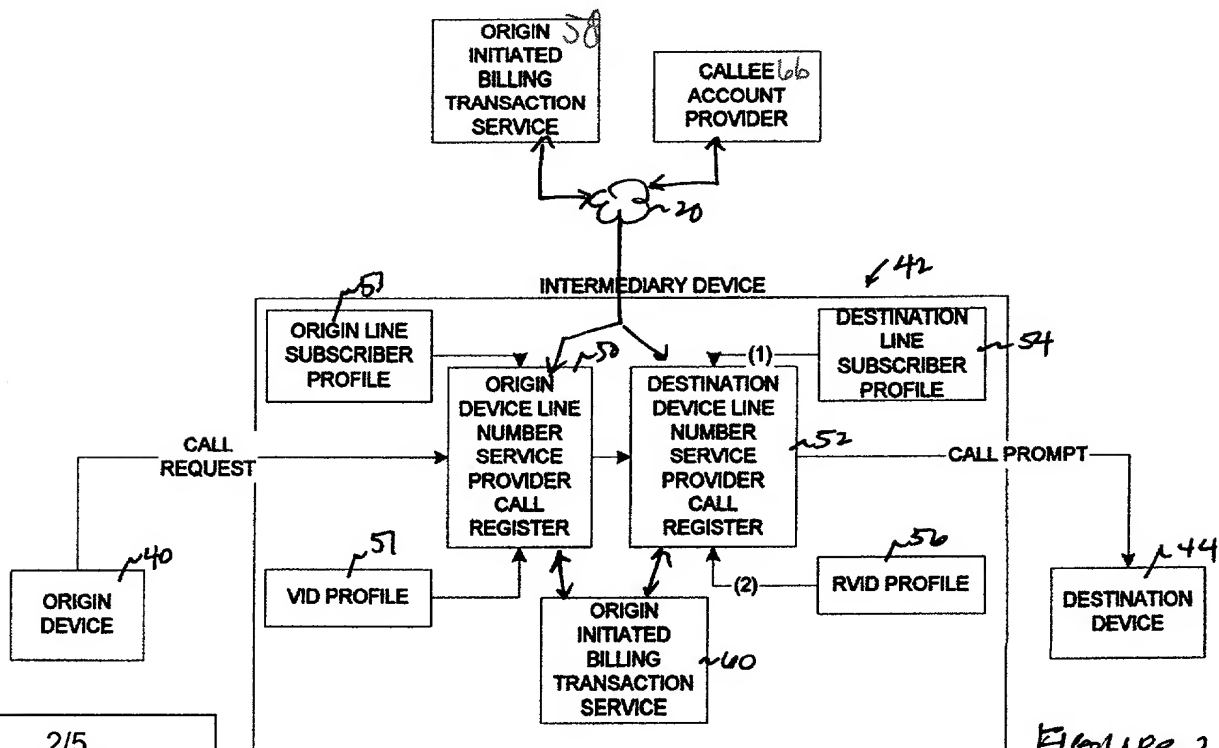 ORIGIN 58
INITIATED
BILLING
TRANSACTION
SERVICE
CALLEE 66
ACCOUNT
PROVIDER
20
INTERMEDIARY DEVICE
42
ORIGIN LINE
SUBSCRIBER
PROFILE
50
ORIGIN
DEVICE LINE
NUMBER
SERVICE
PROVIDER
CALL
REGISTER
DESTINATION
DEVICE LINE
NUMBER
SERVICE
PROVIDER
CALL
REGISTER
52
(1)
DESTINATION
LINE
SUBSCRIBER
PROFILE
54
CALL
REQUEST
CALL PROMPT
40
ORIGIN
DEVICE
VID PROFILE
ORIGIN
INITIATED
BILLING
TRANSACTION
SERVICE
60
(2)
56
RVID PROFILE
44
DESTINATION
DEVICE
2/5